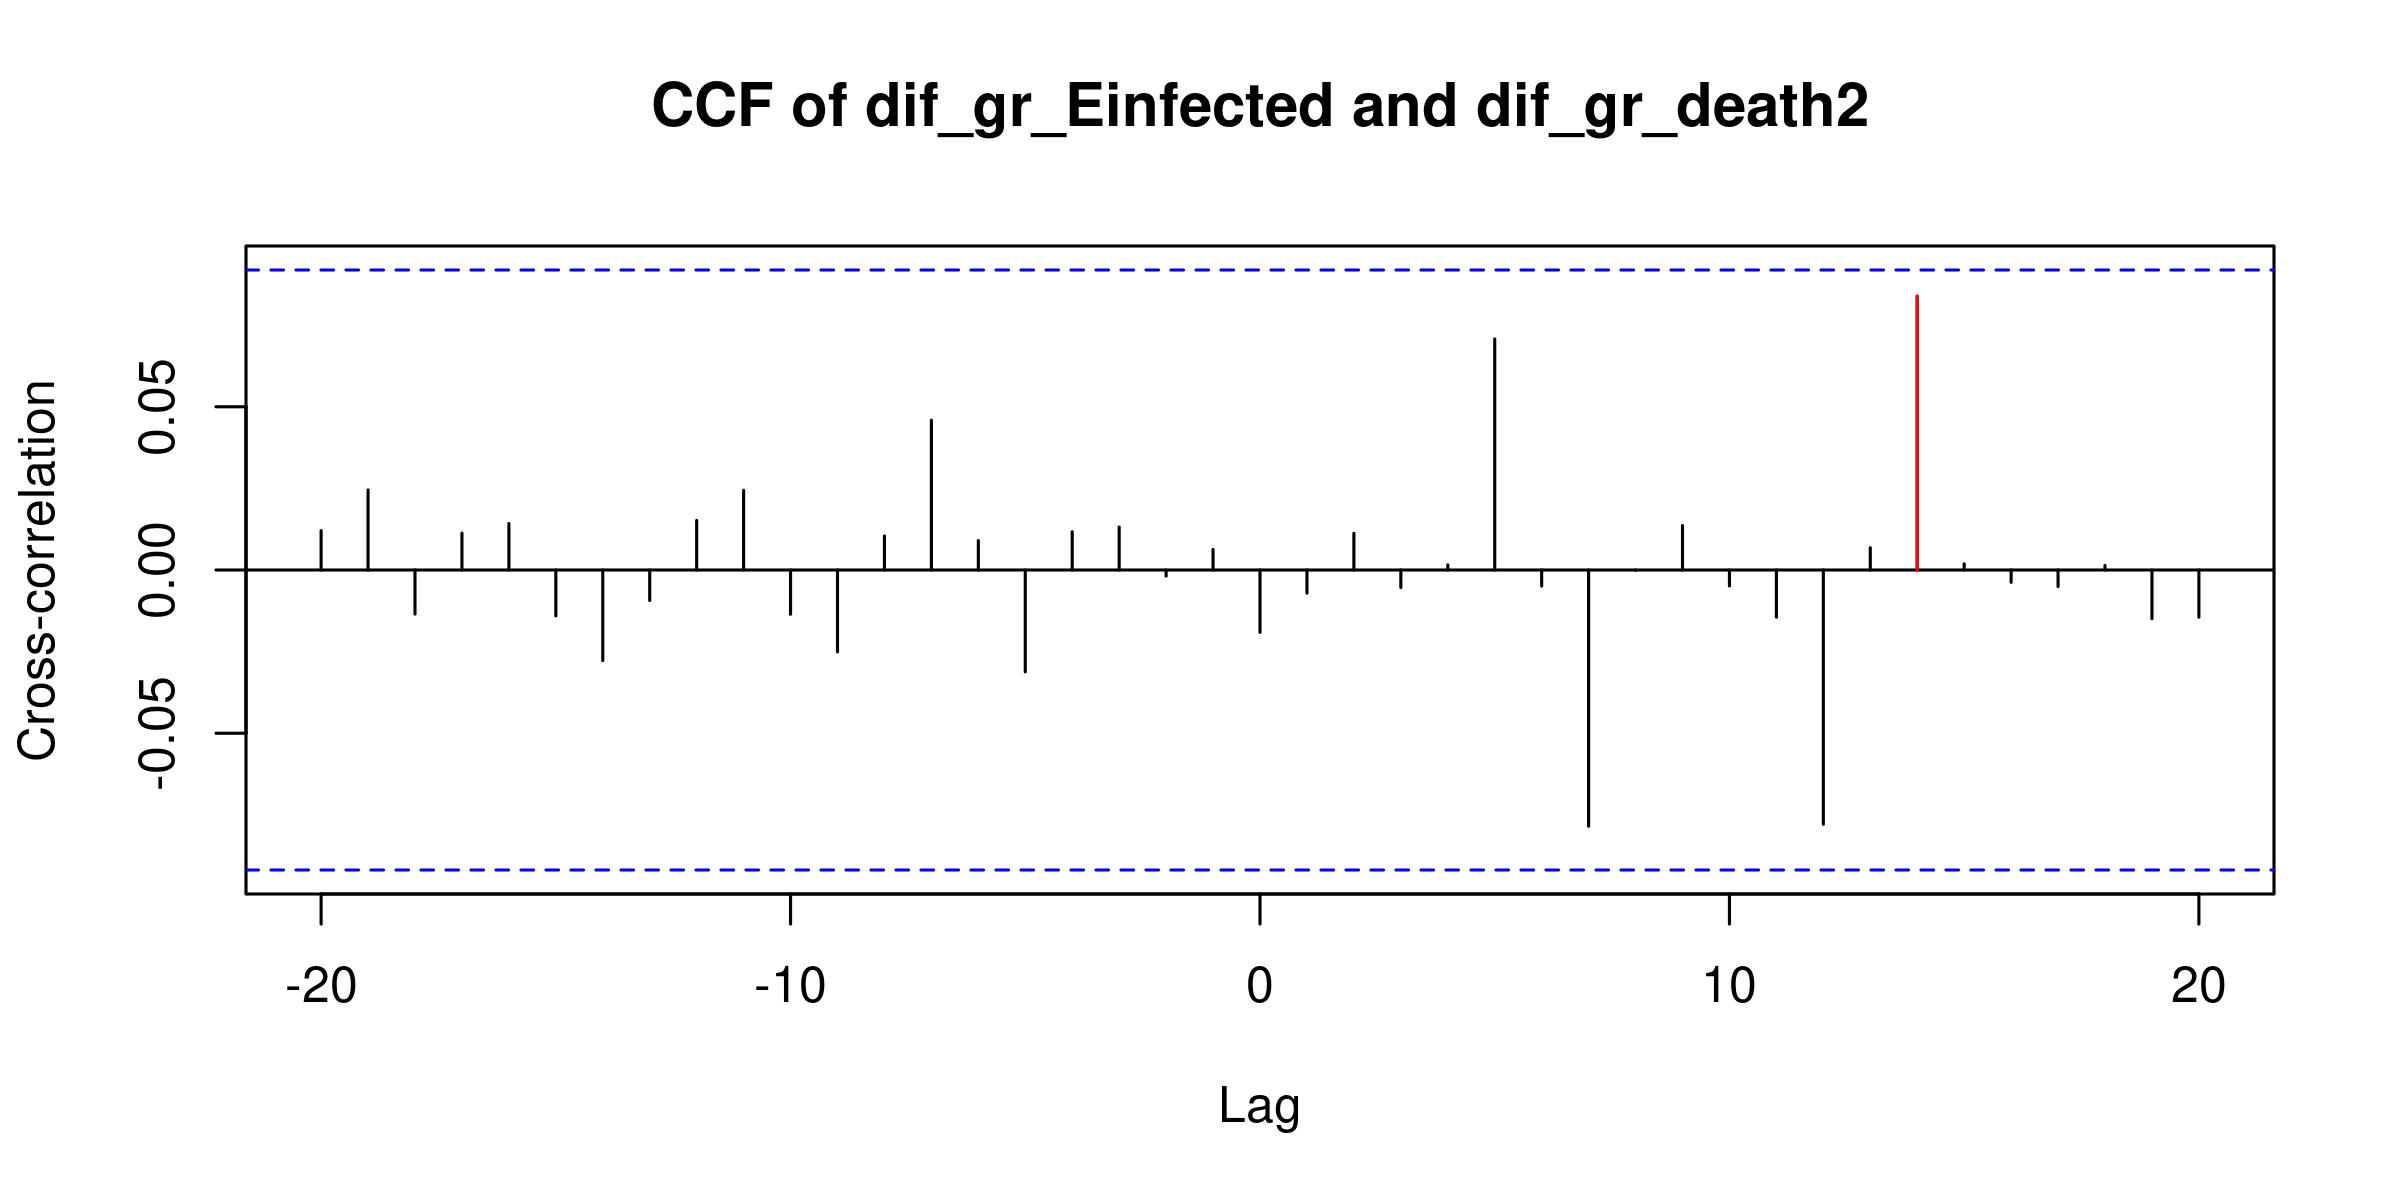 CCF of dif_gr_Einfected and dif_gr_death2
Cross-correlation
0.05
0.00
-0.05
-20 -10 0 10 20
Lag